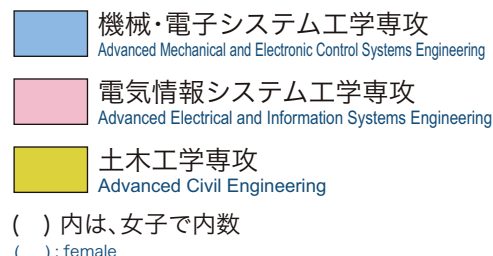 機械・電子システム工学専攻
Advanced Mechanical and Electronic Control Systems Engineering
電気情報システム工学専攻
Advanced Electrical and Information Systems Engineering
土木工学専攻
Advanced Civil Engineering
(　) 内は、女子で内数
(　) : female